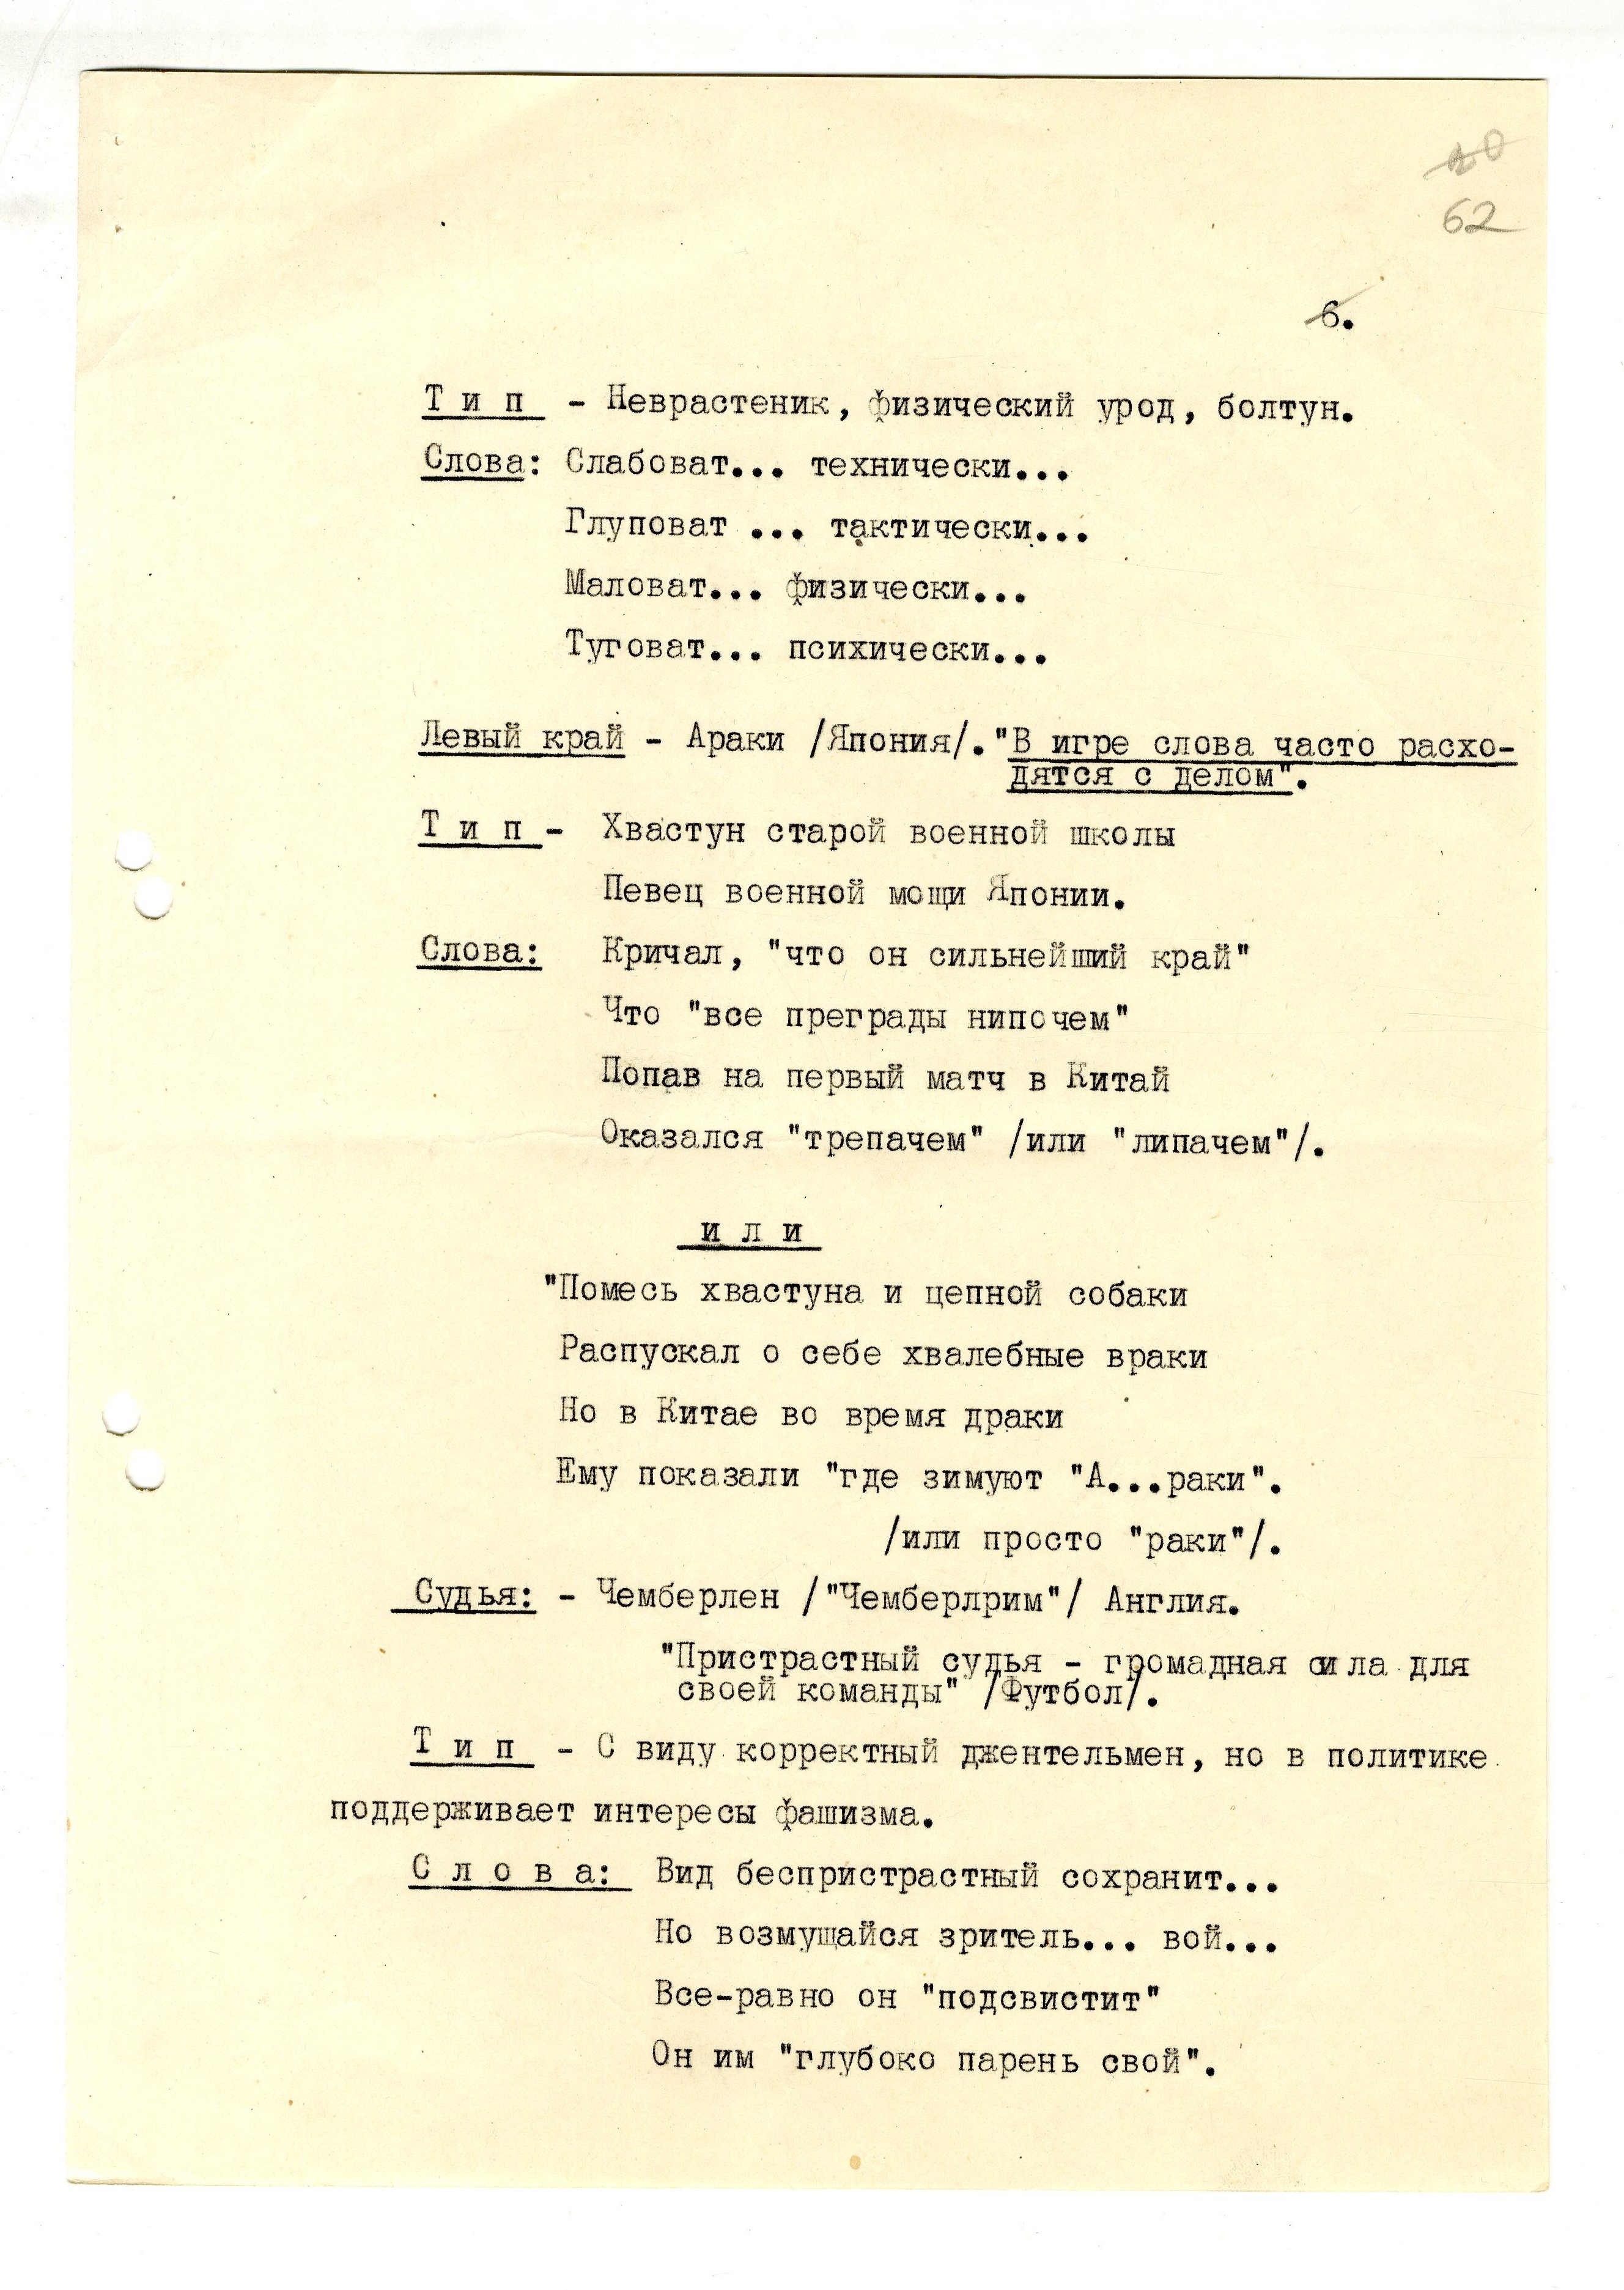 62
6.
Т и п - Неврастеник, физический урод, болтун.
Слова: Слабоват... технически...
Глуповат ... тактически...
Маловат... физически...
Туговат... психически...
Левый край - Араки /Япония/. "В игре слова часто расхо-
дятся с делом".
Т и п - Хвастун старой военной школы
Певец военной мощи Японии.
Слова: Кричал, "что он сильнейший край"
Что "все преграды нипочем"
Попав на первый матч в Китай
Оказался "трепачем" /или "липачем"/.
и л и
"Помесь хвастуна и цепной собаки
Распускал о себе хвалебные враки
Но в Китае во время драки
Ему показали "где зимуют "А...раки".
/или просто "раки"/.
Судья: - Чемберлен /"Чемберлрим"/ Англия.
"Пристрастный судья - громадная сила для
своей команды" /Футбол/.
Т и п - С виду корректный джентельмен, но в политике
поддерживает интересы фашизма.
С л о в а: Вид беспристрастный сохранит...
Но возмущайся зритель... вой...
Все-равно он "подсвистит"
Он им "глубоко парень свой".